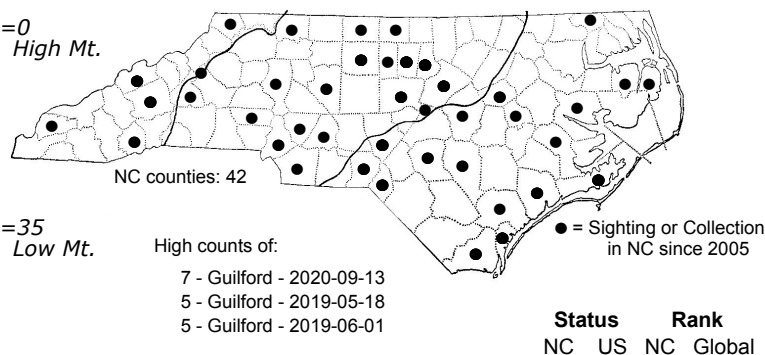 =0
High Mt.
NC counties: 42
=35
Low Mt.
High counts of:
7 - Guilford - 2020-09-13
5 - Guilford - 2019-05-18
5 - Guilford - 2019-06-01
● = Sighting or Collection
in NC since 2005
Status Rank
NC US NC Global